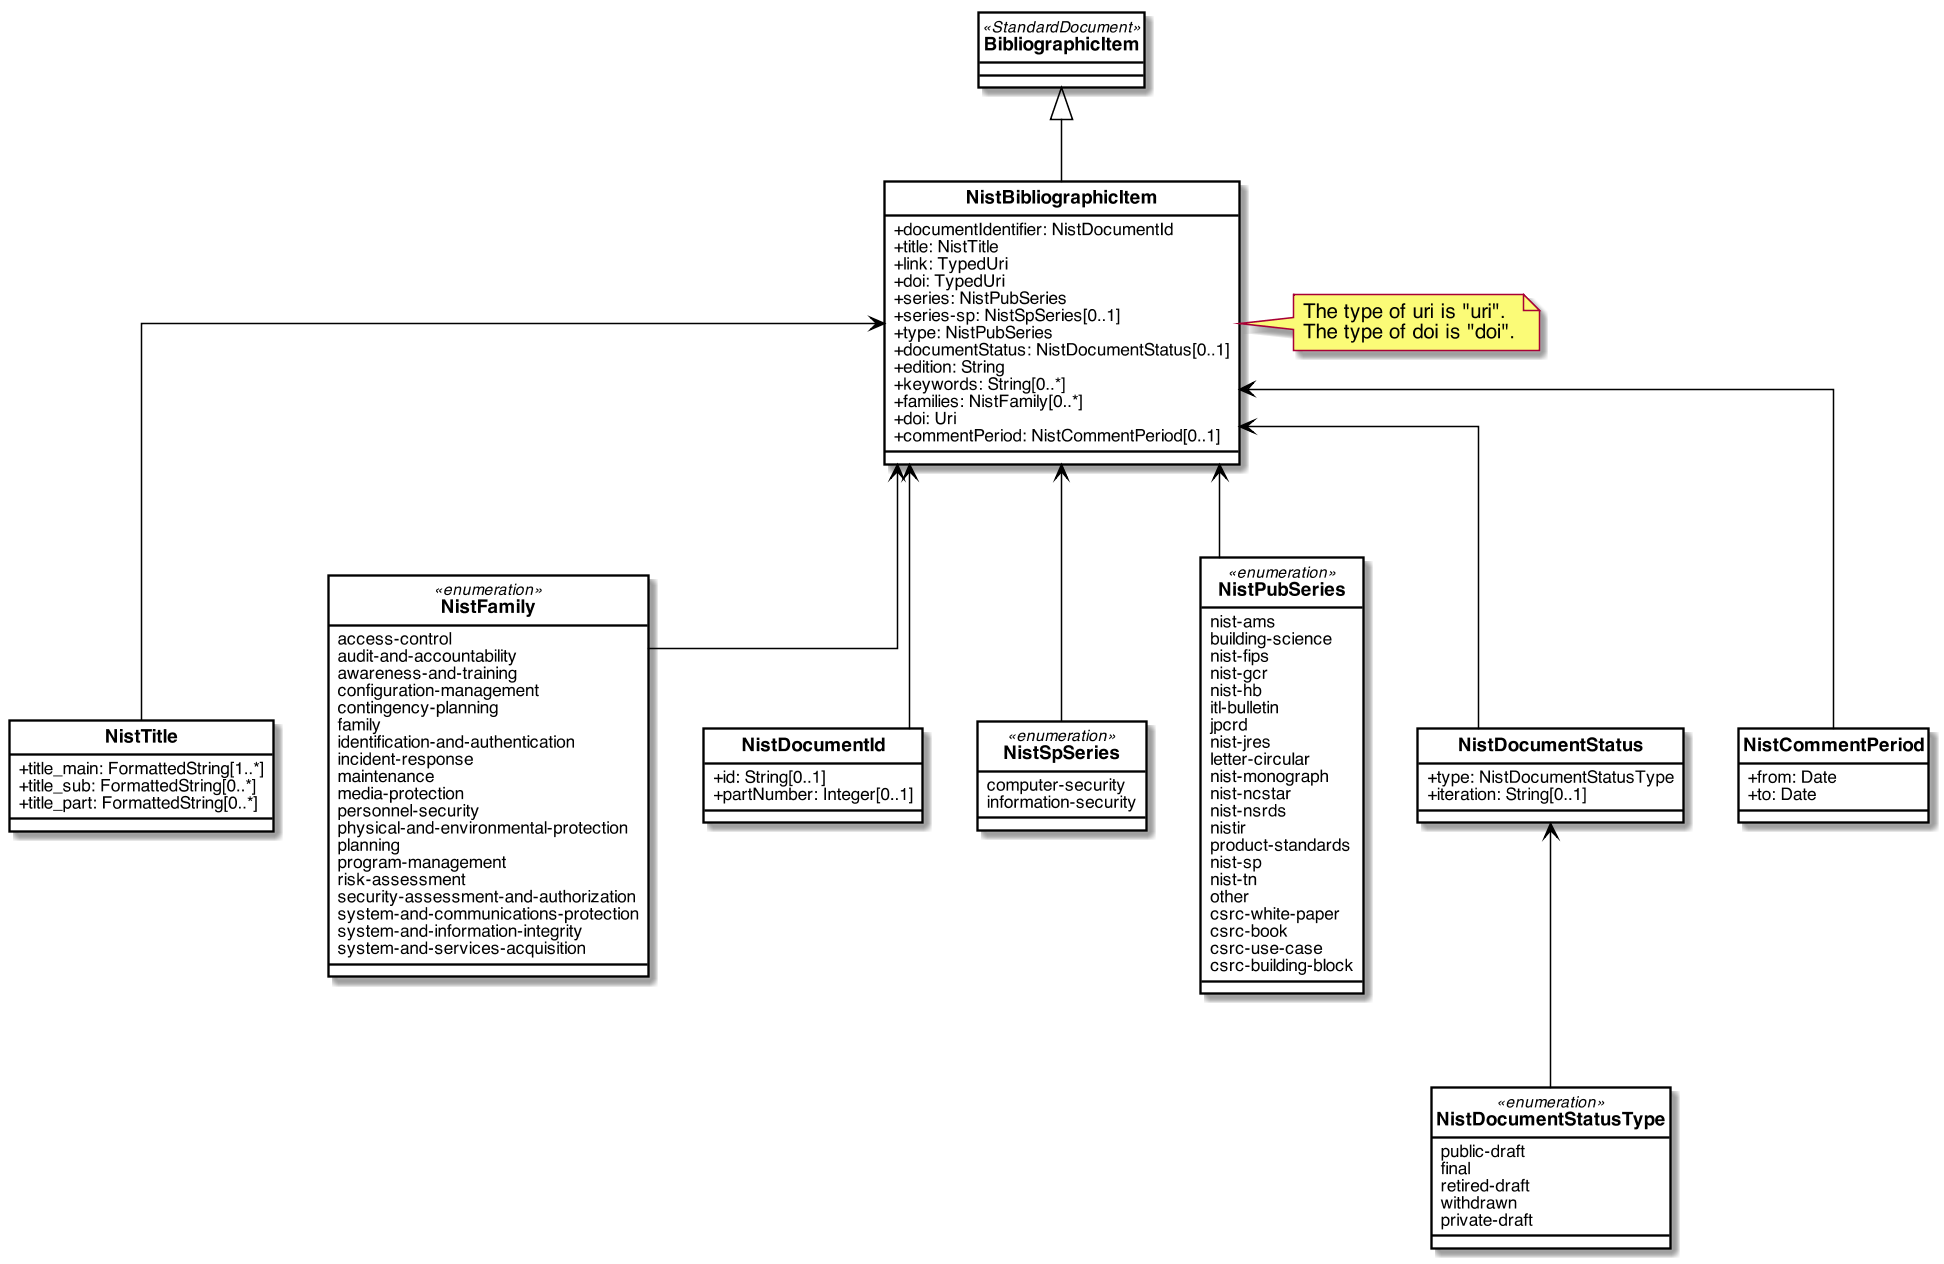 «StandardDocument»
BibliographicItem
NistBibliographicItem
+documentIdentifier: NistDocumentId
+title: NistTitle
+link: TypedUri
+doi: TypedUri
+series: NistPubSeries
+series-sp: NistSpSeries[0..1]
+type: NistPubSeries
+documentStatus: NistDocumentStatus[0..1]
+edition: String
+keywords: String[0..*]
+families: NistFamily[0..*]
+doi: Uri
+commentPeriod: NistCommentPeriod[0..1]
The type of uri is "uri".
The type of doi is "doi".
NistTitle
+title_main: FormattedString[1..*]
+title_sub: FormattedString[0..*]
+title_part: FormattedString[0..*]
«enumeration»
NistFamily
access-control
audit-and-accountability
awareness-and-training
configuration-management
contingency-planning
family
identification-and-authentication
incident-response
maintenance
media-protection
personnel-security
physical-and-environmental-protection
planning
program-management
risk-assessment
security-assessment-and-authorization
system-and-communications-protection
system-and-information-integrity
system-and-services-acquisition
NistDocumentId
+id: String[0..1]
+partNumber: Integer[0..1]
«enumeration»
NistSpSeries
computer-security
information-security
«enumeration»
NistPubSeries
nist-ams
building-science
nist-fips
nist-gcr
nist-hb
itl-bulletin
jpcrd
nist-jres
letter-circular
nist-monograph
nist-ncstar
nist-nsrds
nistir
product-standards
nist-sp
nist-tn
other
csrc-white-paper
csrc-book
csrc-use-case
csrc-building-block
NistDocumentStatus
+type: NistDocumentStatusType
+iteration: String[0..1]
NistCommentPeriod
+from: Date
+to: Date
«enumeration»
NistDocumentStatusType
public-draft
final
retired-draft
withdrawn
private-draft